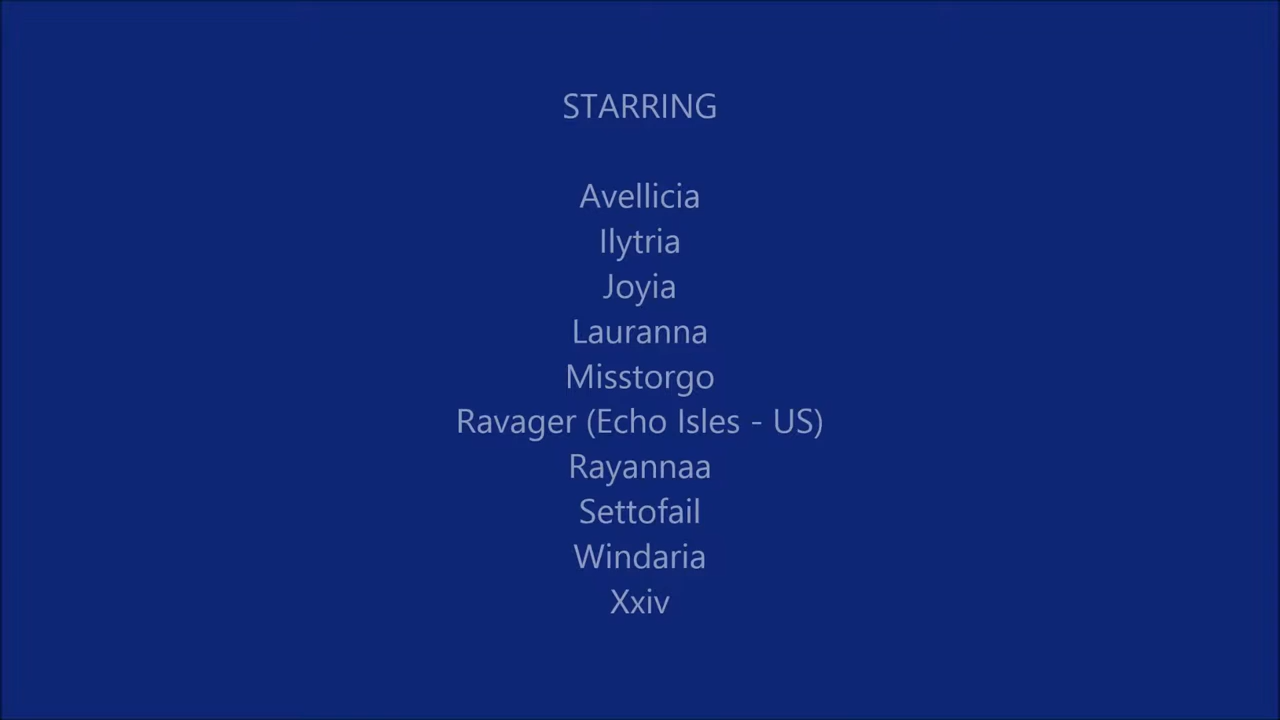 STARRING
Avellicia
Ilytria
Joyia
Lauranna
Misstorgo
Ravager (Echo Isles - US)
Rayannaa
Settofail
Windaria
Xxiv